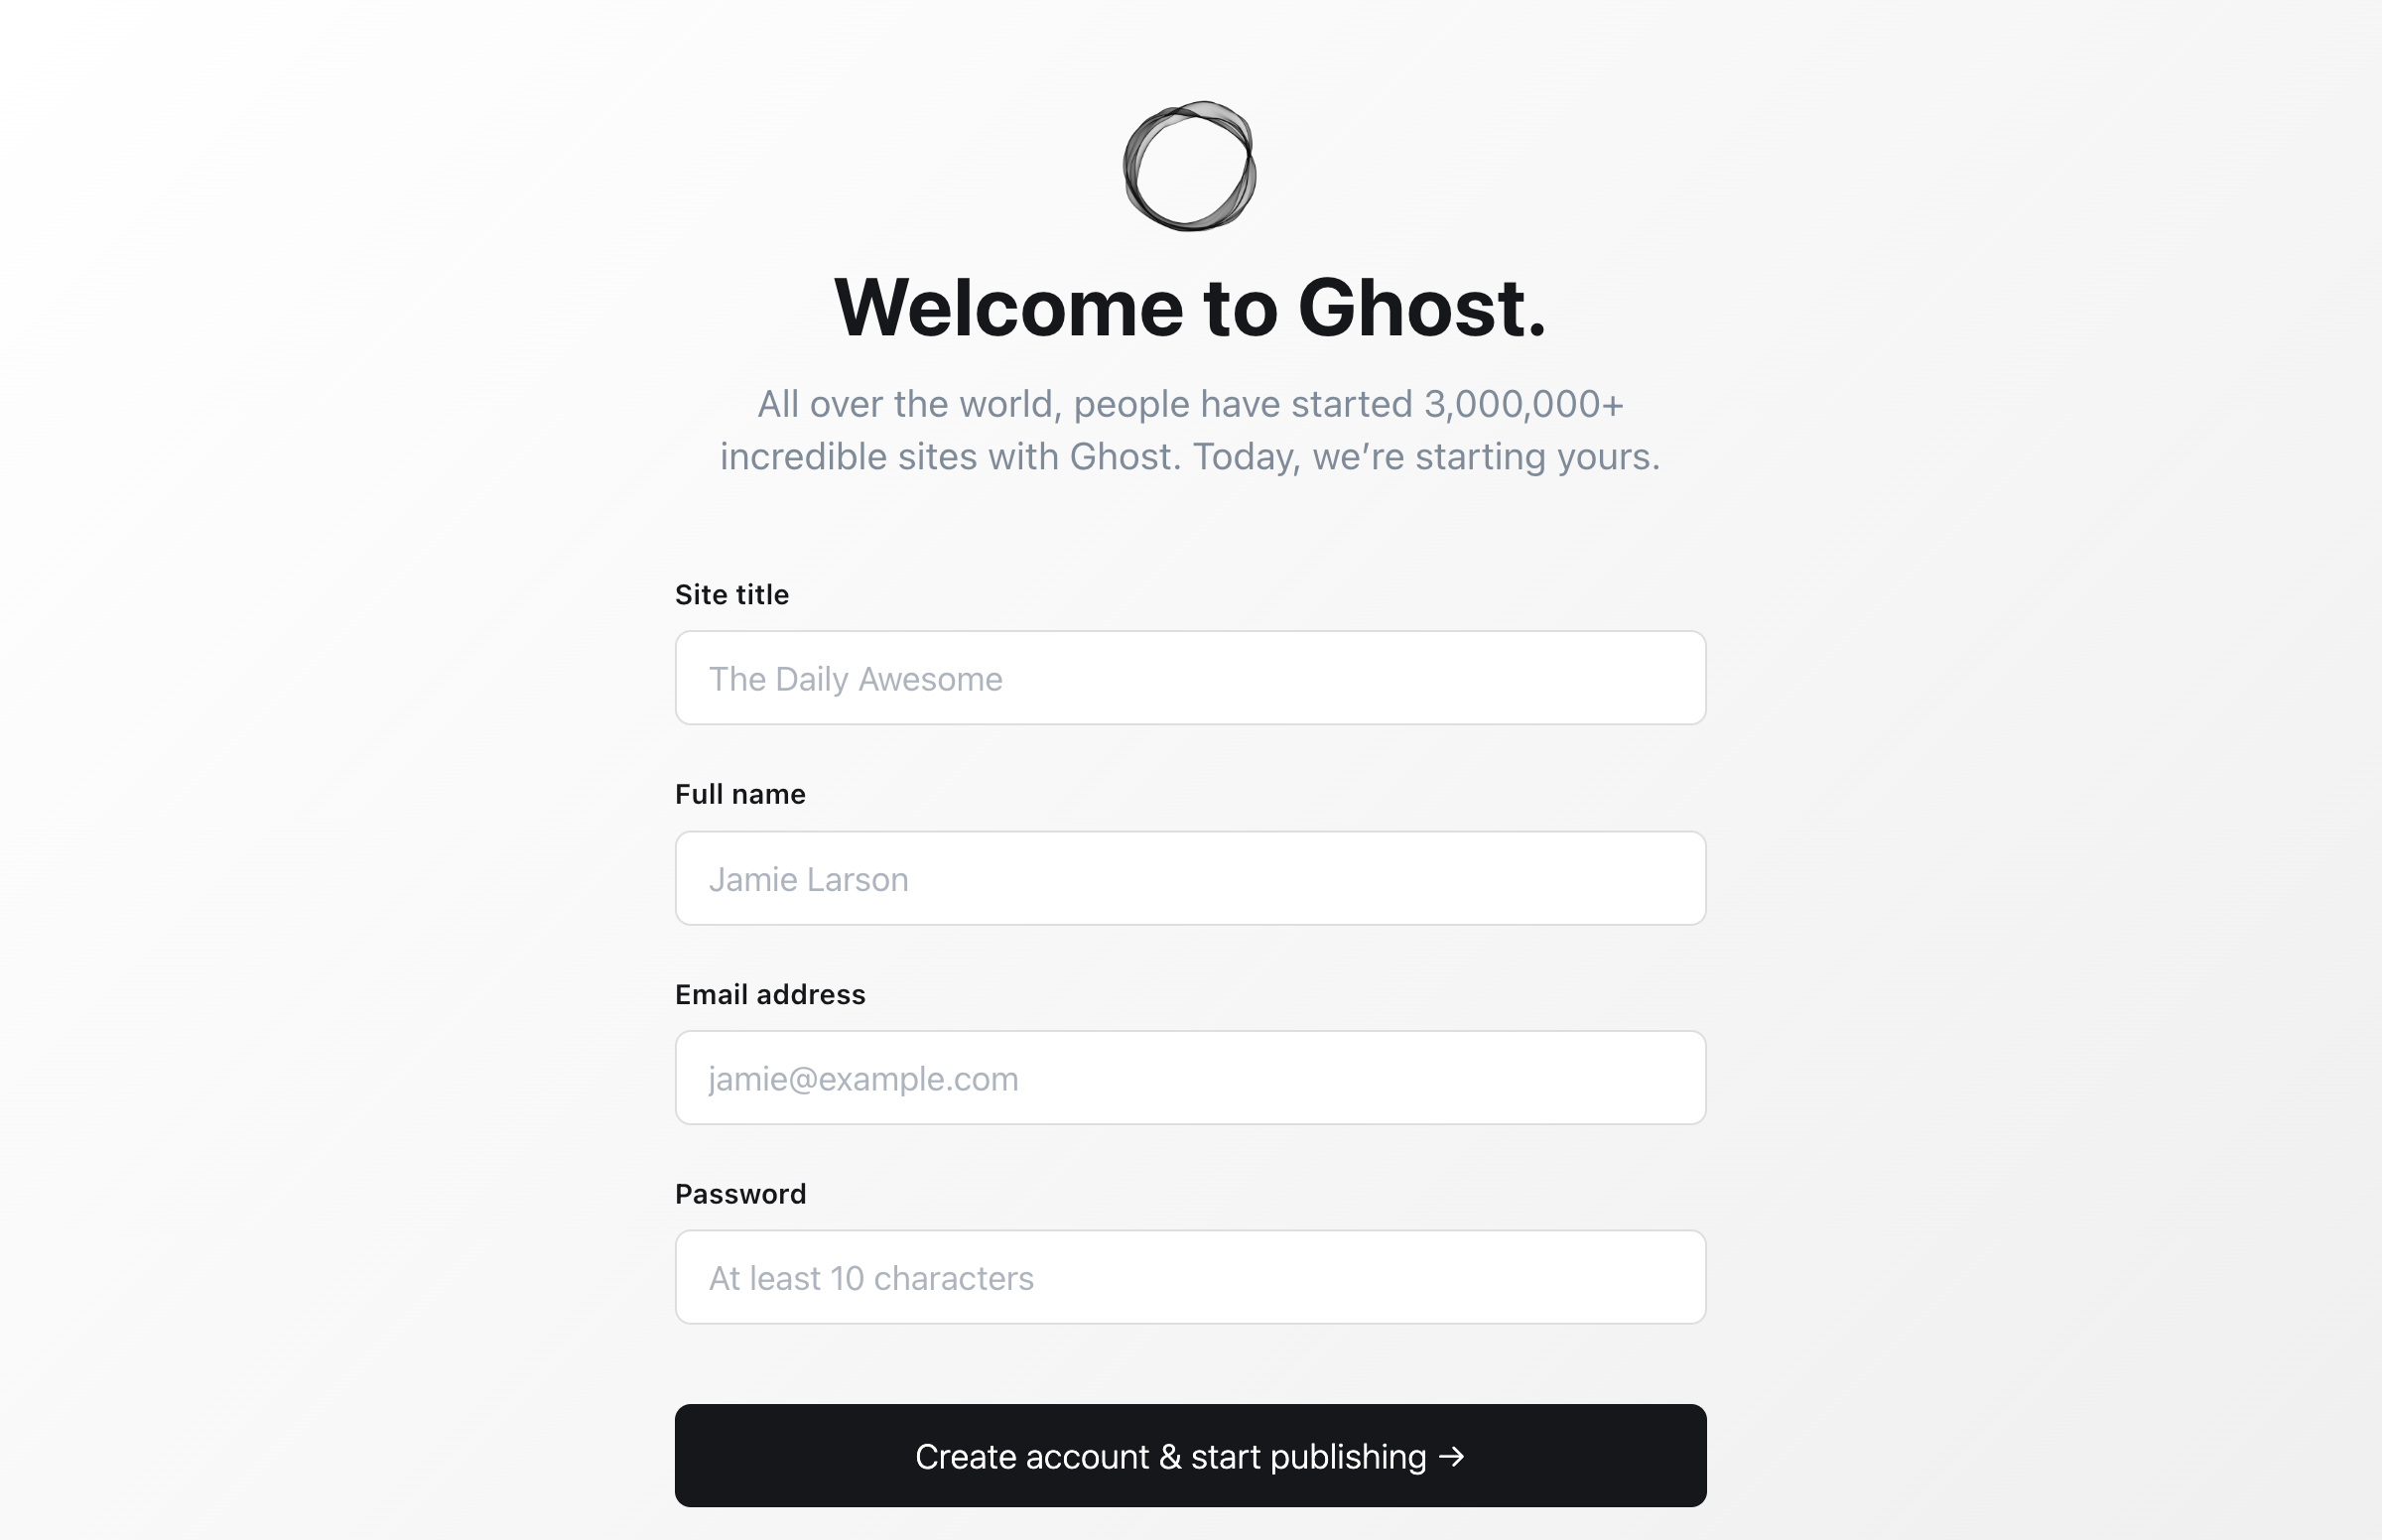 Welcome to Ghost.
All over the world, people have started 3,000,000+
incredible sites with Ghost. Today, we’re starting yours.
Site title
The Daily Awesome
Full name
Jamie Larson
Email address
jamie@example.com
Password
At least 10 characters
Create account & start publishing →